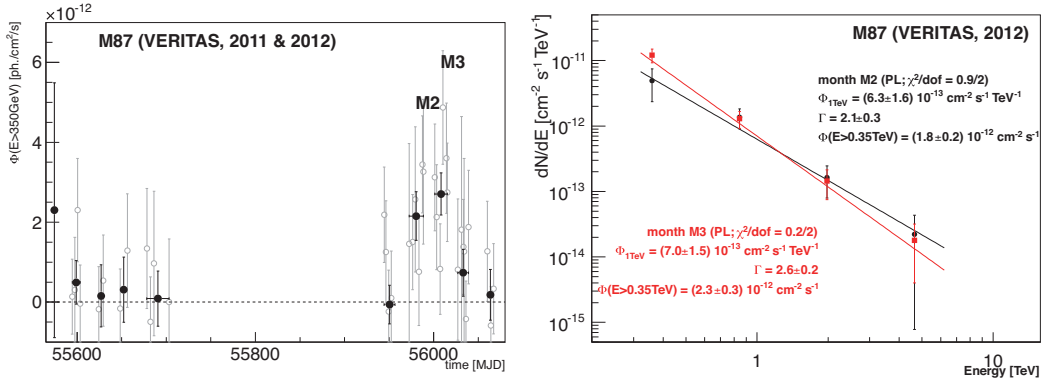 ×10⁻¹²
M87 (VERITAS, 2011 & 2012)
Φ(E>350GeV) [ph./cm²/s]
6
4
2
0
M3
M2
55600
55800
56000
time [MJD]
M87 (VERITAS, 2012)
dN/dE [cm⁻² s⁻¹ TeV⁻¹]
10⁻¹¹
10⁻¹²
10⁻¹³
10⁻¹⁴
10⁻¹⁵
month M2 (PL; χ²/dof = 0.9/2)
Φ1TeV = (6.3±1.6) 10⁻¹³ cm⁻² s⁻¹ TeV⁻¹
Γ = 2.1±0.3
Φ(E>0.35TeV) = (1.8±0.2) 10⁻¹² cm⁻² s⁻¹
month M3 (PL; χ²/dof = 0.2/2)
Φ1TeV = (7.0±1.5) 10⁻¹³ cm⁻² s⁻¹ TeV⁻¹
Γ = 2.6±0.2
Φ(E>0.35TeV) = (2.3±0.3) 10⁻¹² cm⁻² s⁻¹
1
10
Energy [TeV]